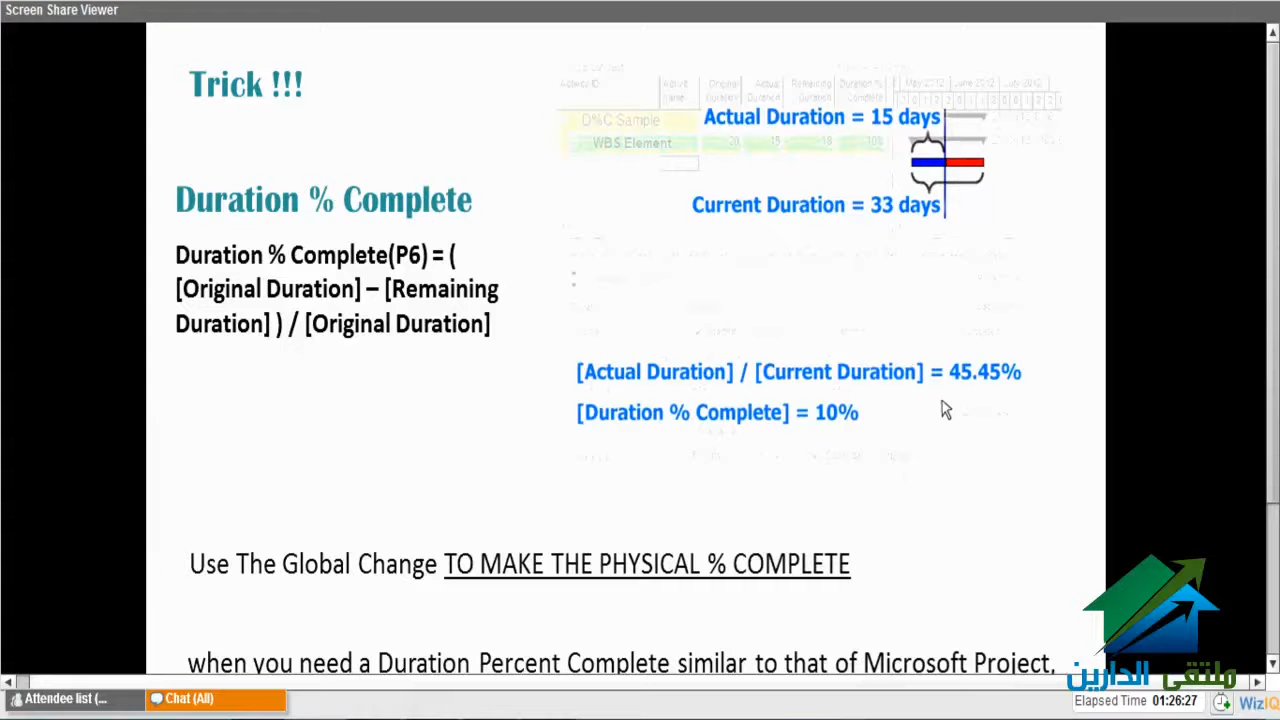 Screen Share Viewer
Trick !!!
Actual Duration = 15 days
D%C Sample
WBS Element
Duration % Complete
Current Duration = 33 days
Duration % Complete(P6) = (
[Original Duration] – [Remaining
Duration] ) / [Original Duration]
[Actual Duration] / [Current Duration] = 45.45%
[Duration % Complete] = 10%
Use The Global Change TO MAKE THE PHYSICAL % COMPLETE
when you need a Duration Percent Complete similar to that of Microsoft Project,
ملتقى الدارين
Attendee list (...
Chat (All)
Elapsed Time 01:26:27
WizIQ